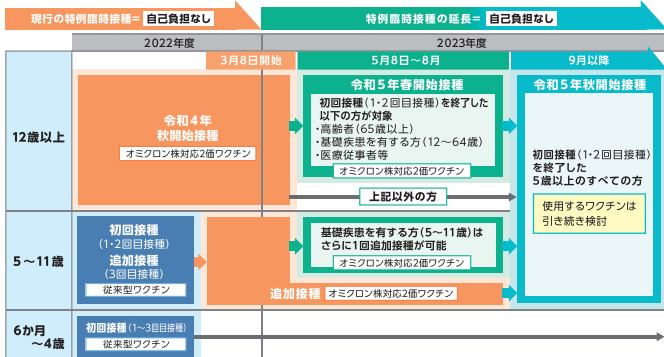 現行の特例臨時接種＝ 自己負担なし
特例臨時接種の延長＝ 自己負担なし
2022年度
2023年度
3月8日開始
5月8日～8月
9月以降
12歳以上
令和4年
秋開始接種
オミクロン株対応2価ワクチン
令和5年春開始接種
初回接種（1・2回目接種）を終了した
以下の方が対象
・高齢者（65歳以上）
・基礎疾患を有する方（12～64歳）
・医療従事者等
オミクロン株対応2価ワクチン
上記以外の方
令和5年秋開始接種
初回接種（1・2回目接種）
を終了した
5歳以上のすべての方
使用するワクチンは
引き続き検討
5～11歳
初回接種
（1・2回目接種）
追加接種
（3回目接種）
従来型ワクチン
基礎疾患を有する方（5～11歳）は
さらに1回追加接種が可能
オミクロン株対応2価ワクチン
追加接種 オミクロン株対応2価ワクチン
6か月
～4歳
初回接種（1～3回目接種）
従来型ワクチン